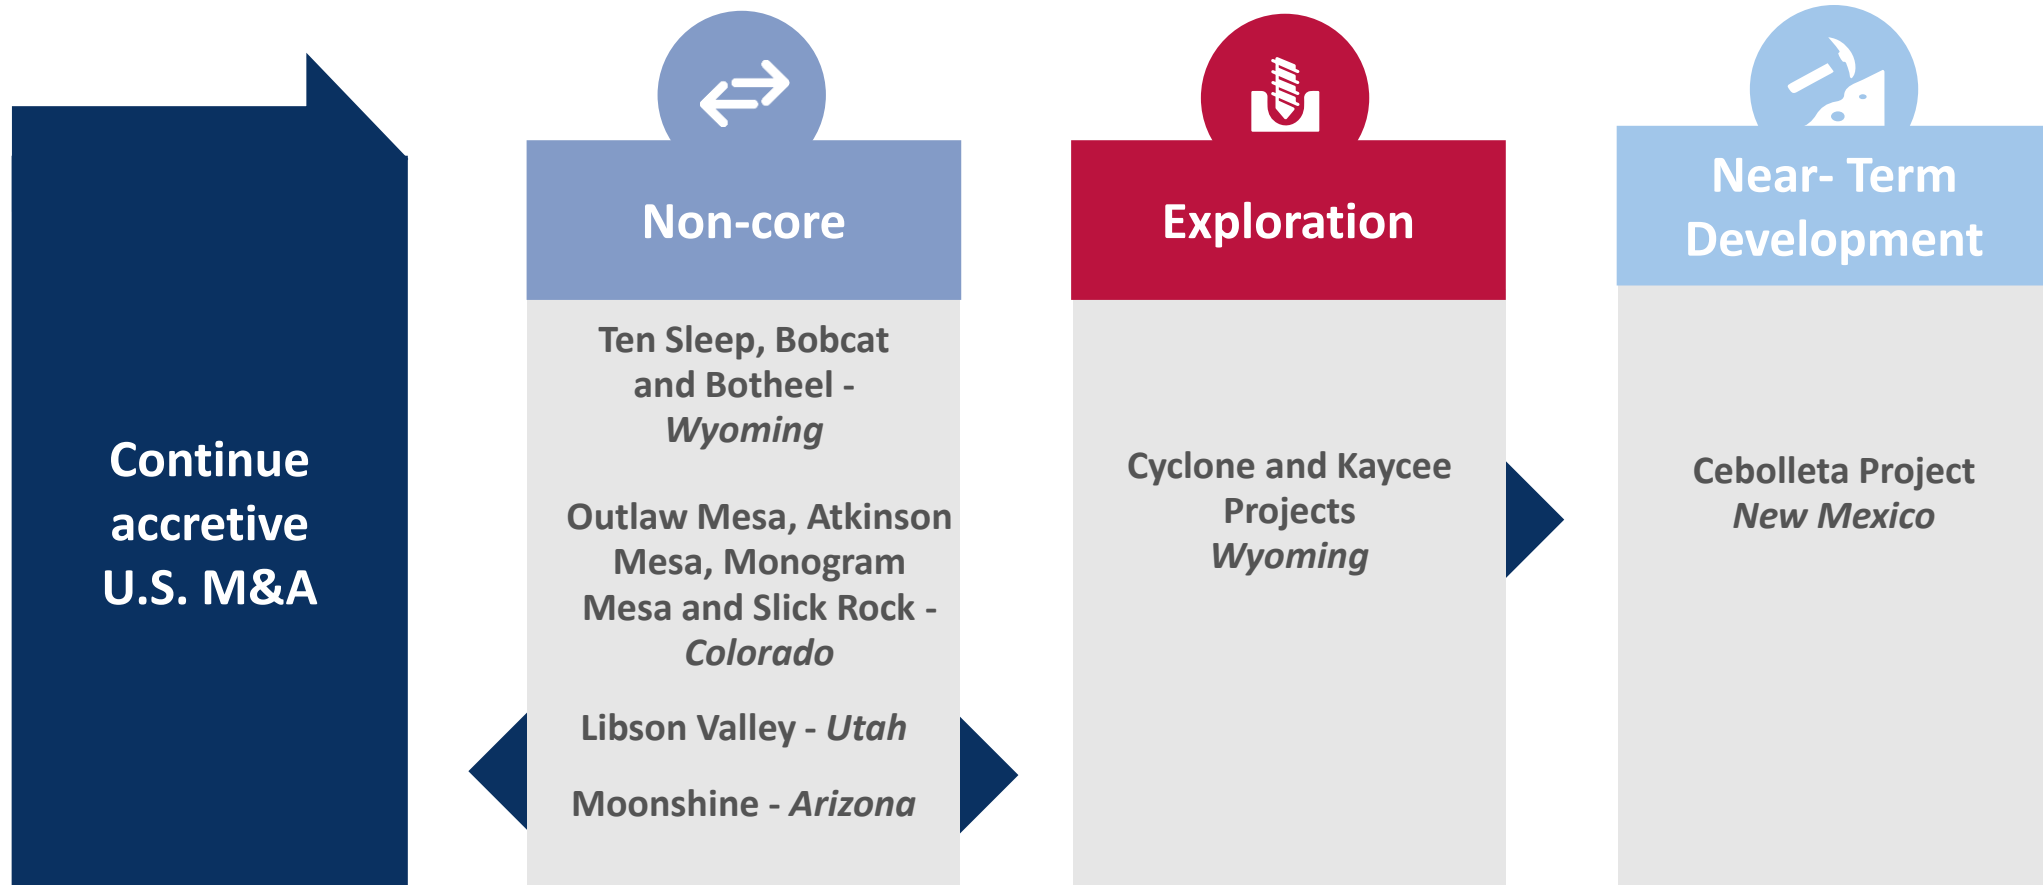 Continue
accretive
U.S. M&A
Non-core
Ten Sleep, Bobcat
and Botheel -
Wyoming
Outlaw Mesa, Atkinson
Mesa, Monogram
Mesa and Slick Rock -
Colorado
Libson Valley - Utah
Moonshine - Arizona
Exploration
Cyclone and Kaycee
Projects
Wyoming
Near- Term
Development
Cebolleta Project
New Mexico